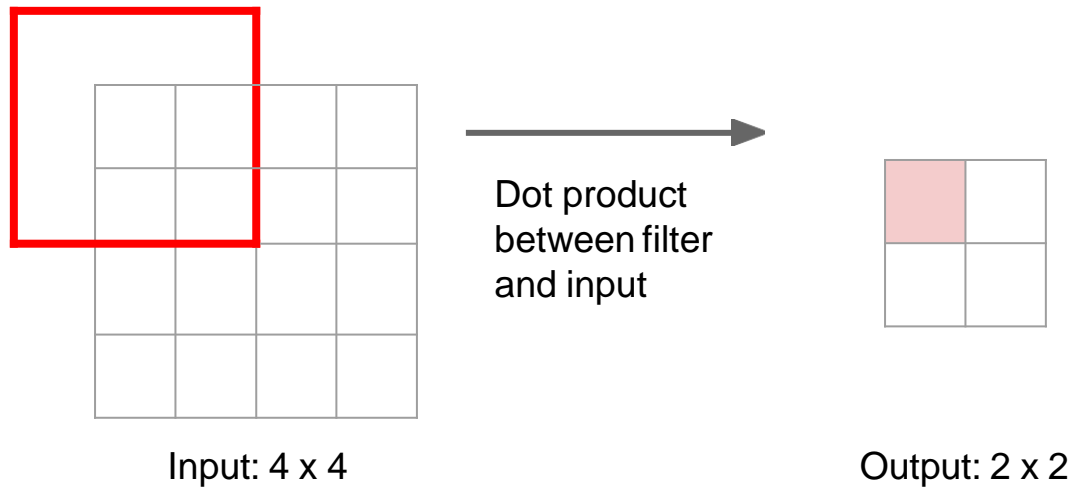 Dot product
between filter
and input
Input: 4 x 4
Output: 2 x 2